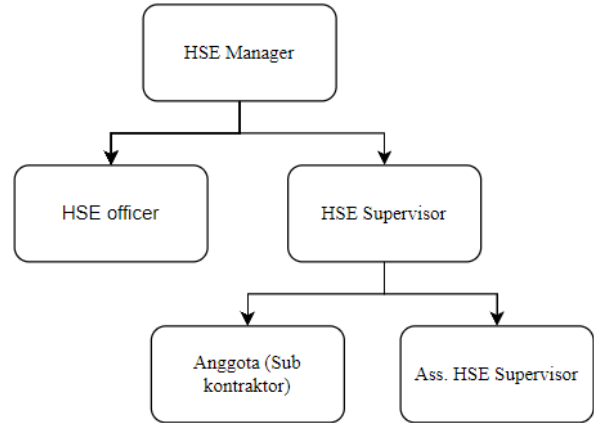 HSE Manager
HSE officer
HSE Supervisor
Anggota (Sub
kontraktor)
Ass. HSE Supervisor